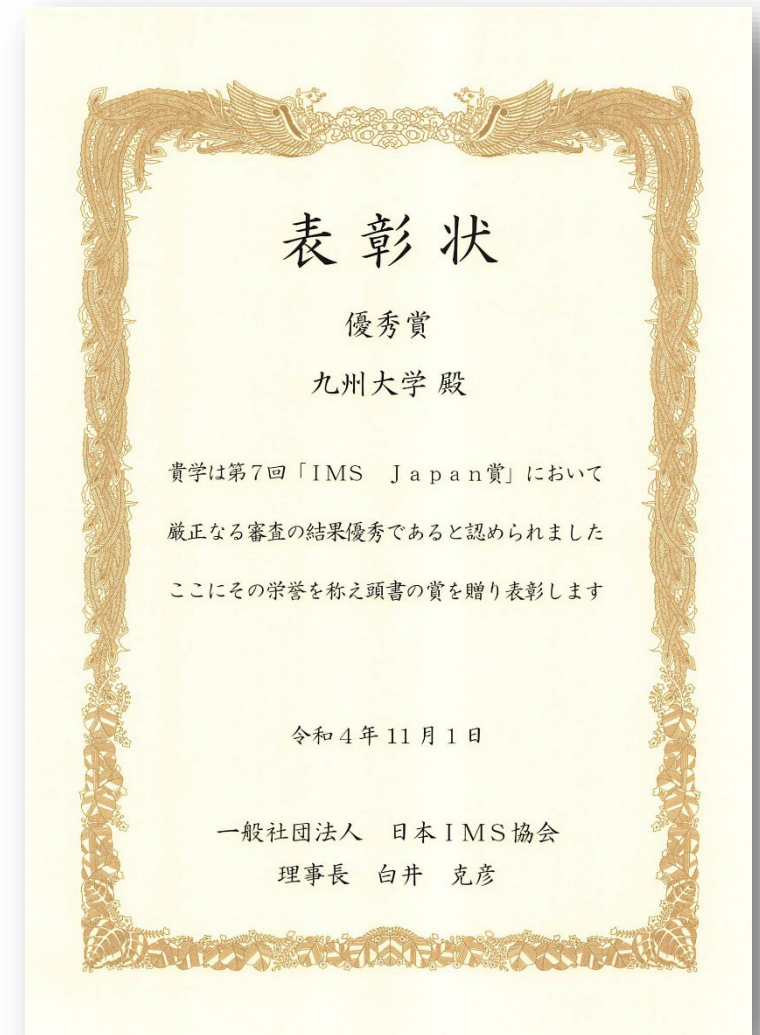 表彰状
優秀賞
九州大学 殿
貴学は第7回「IMS　Japan賞」において
厳正なる審査の結果優秀であると認められました
ここにその栄誉を称え頭書の賞を贈り表彰します
令和4年11月1日
一般社団法人　日本IMS協会
理事長　白井　克彦